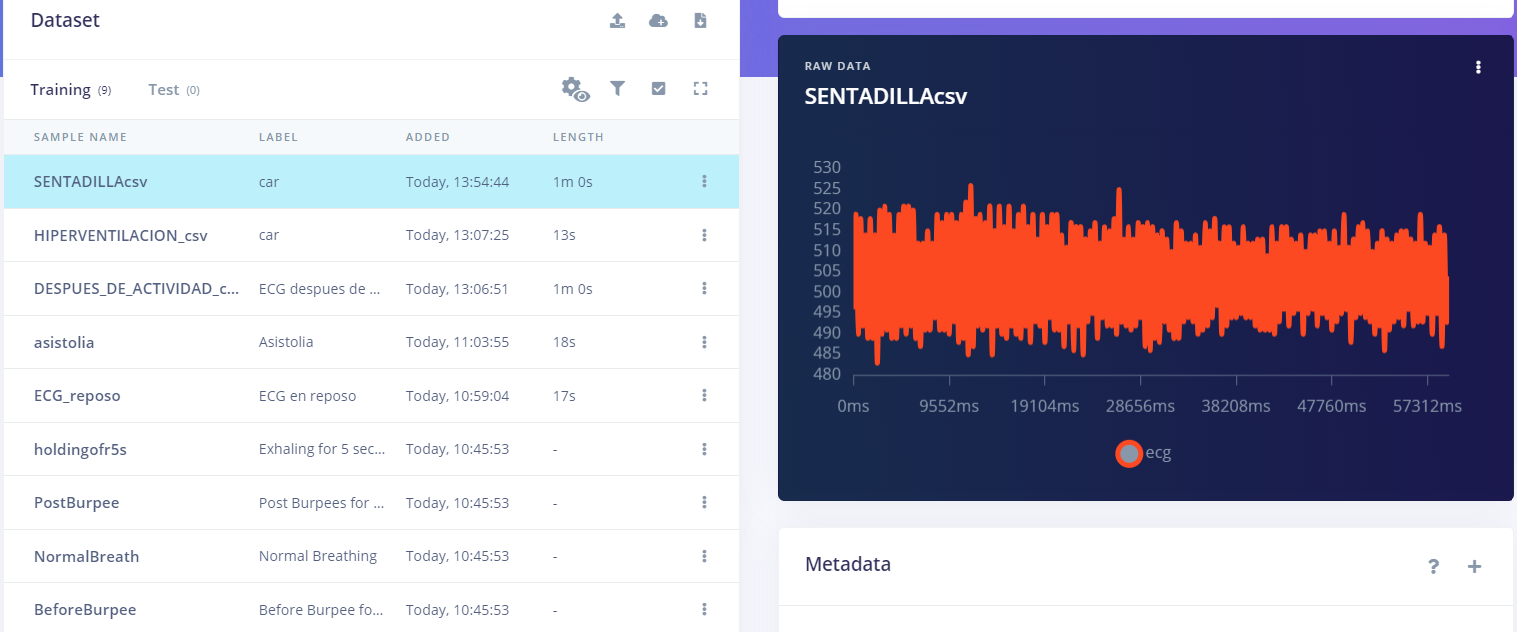 Dataset
Training (9) Test (0)
SAMPLE NAME LABEL ADDED LENGTH
SENTADILLAcsv car Today, 13:54:44 1m 0s
HIPERVENTILACION_csv car Today, 13:07:25 13s
DESPUES_DE_ACTIVIDAD_c... ECG despues de ... Today, 13:06:51 1m 0s
asistolia Asistolia Today, 11:03:55 18s
ECG_reposo ECG en reposo Today, 10:59:04 17s
holdingofr5s Exhaling for 5 sec... Today, 10:45:53 -
PostBurpee Post Burpees for ... Today, 10:45:53 -
NormalBreath Normal Breathing Today, 10:45:53 -
BeforeBurpee Before Burpee fo... Today, 10:45:53 -
RAW DATA
SENTADILLAcsv
530
525
520
515
510
505
500
495
490
485
480
0ms 9552ms 19104ms 28656ms 38208ms 47760ms 57312ms
ecg
Metadata ? +